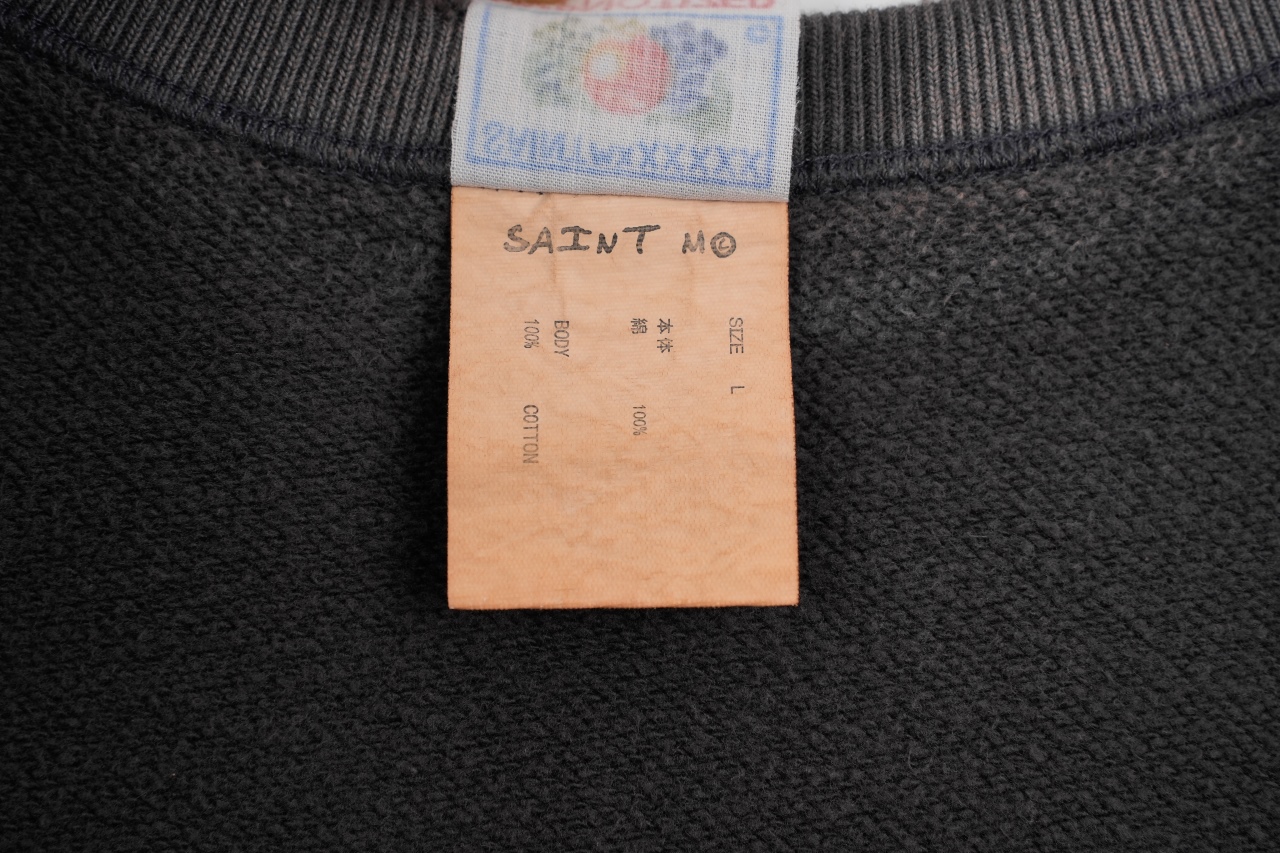 SAINT M©
SIZE L
本体
綿 100%
BODY
100% COTTON